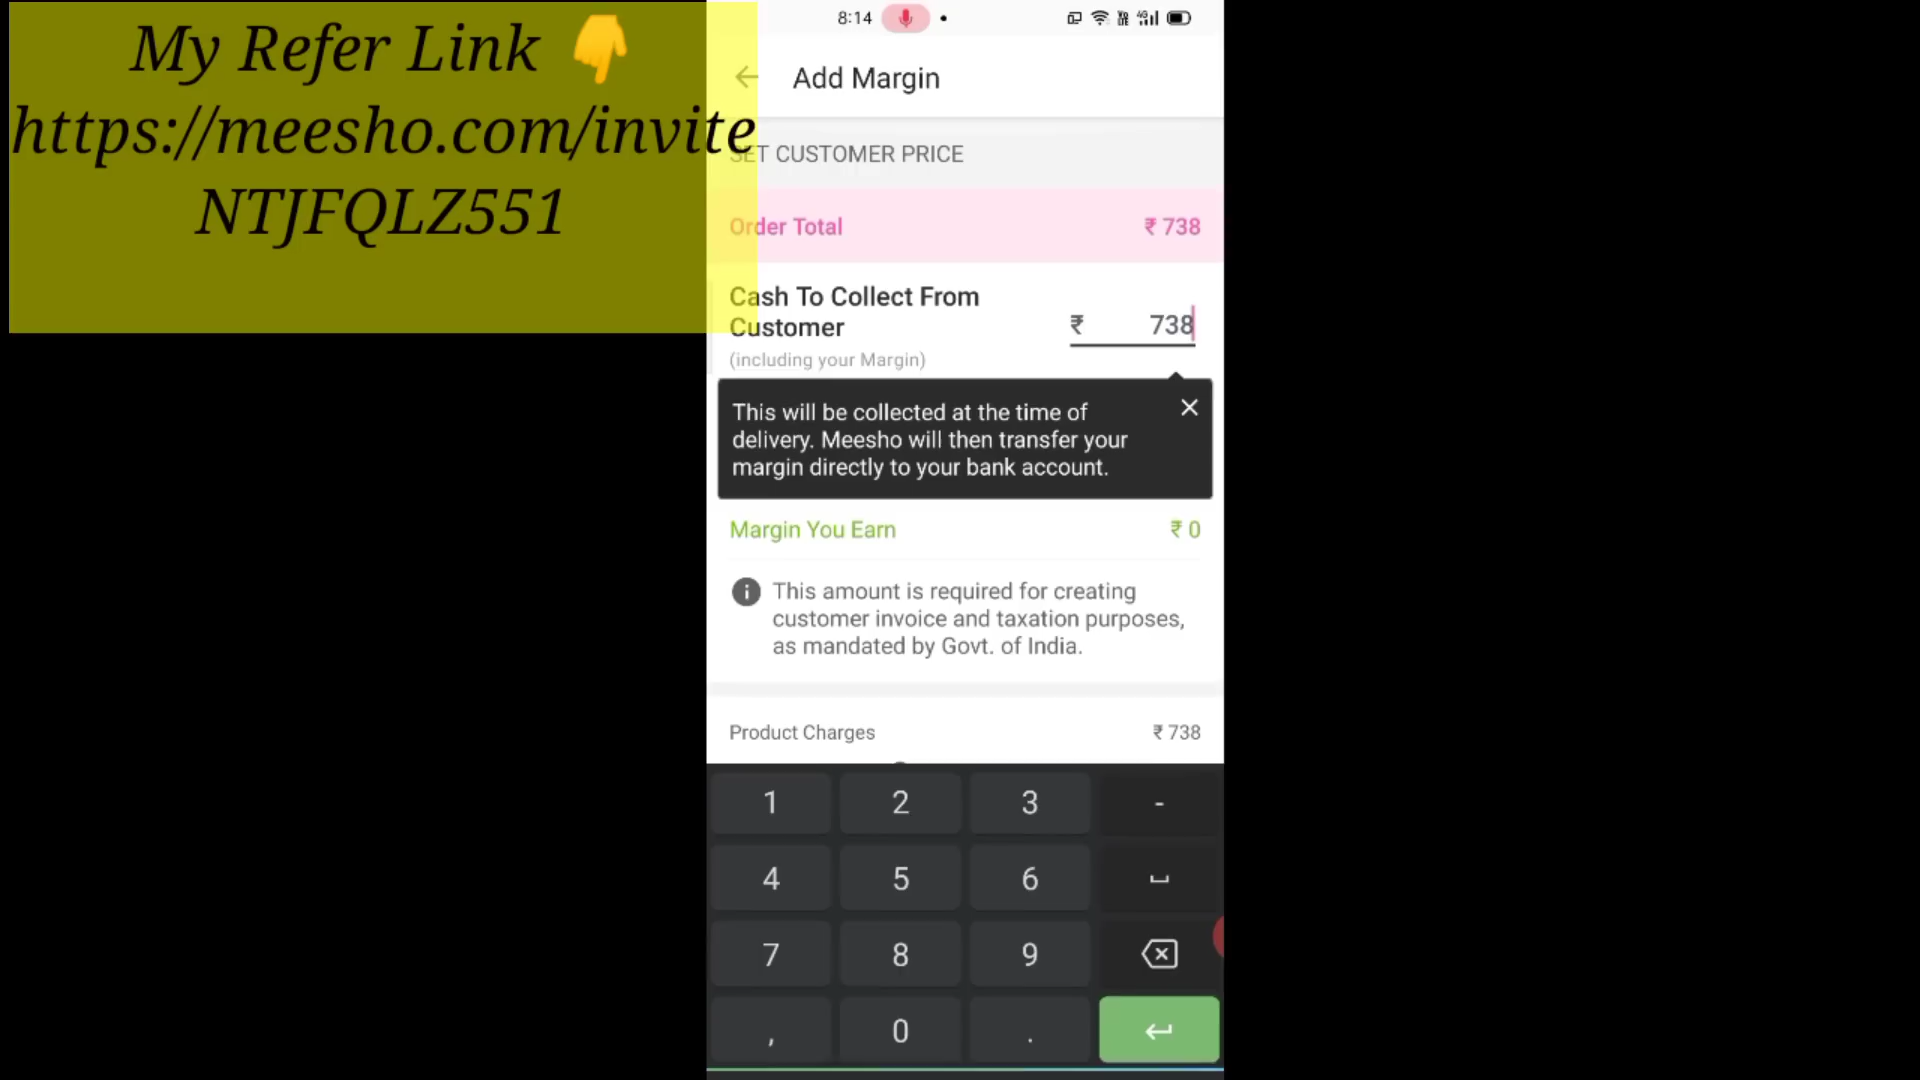 My Refer Link 👇
https://meesho.com/invite
NTJFQLZ551
8:14
Add Margin
SET CUSTOMER PRICE
Order Total ₹ 738
Cash To Collect From
Customer
₹ 738
(including your Margin)
This will be collected at the time of
delivery. Meesho will then transfer your
margin directly to your bank account.
Margin You Earn ₹ 0
This amount is required for creating
customer invoice and taxation purposes,
as mandated by Govt. of India.
Product Charges ₹ 738
1 2 3 -
4 5 6
7 8 9
, 0 .